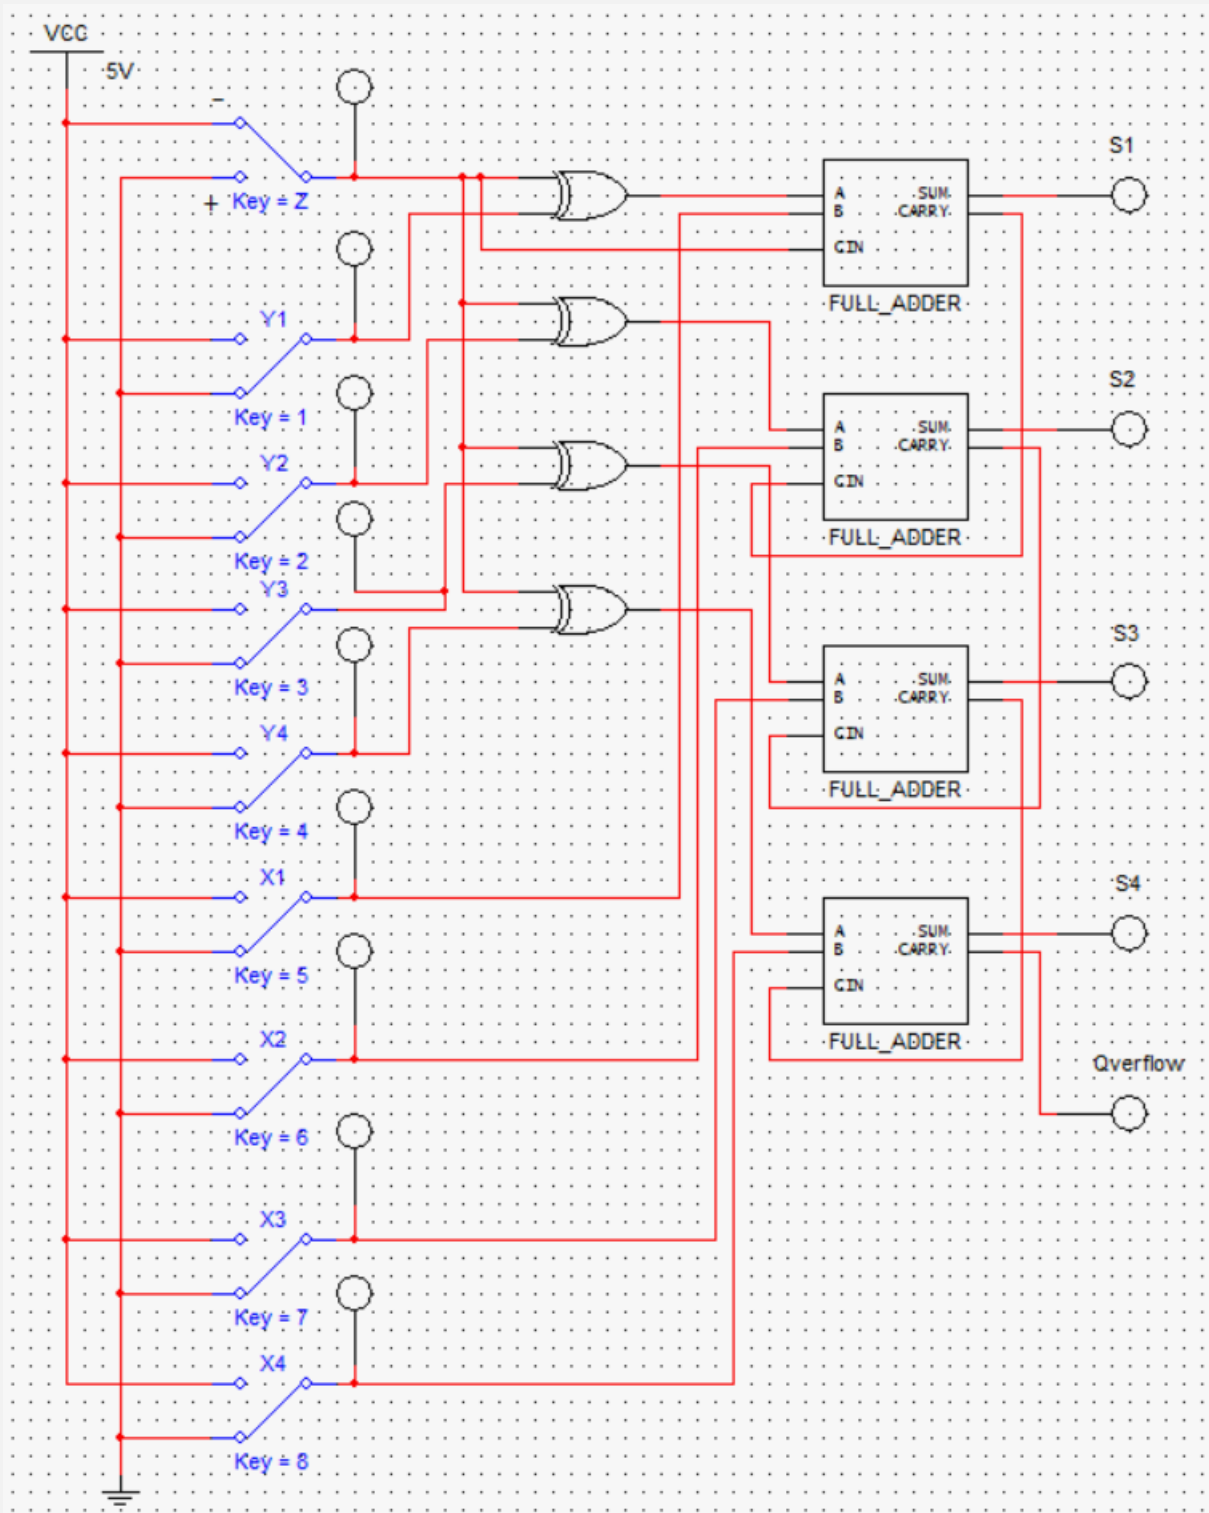 VCC
5V
−
+ Key = Z
Y1
Key = 1
Y2
Key = 2
Y3
Key = 3
Y4
Key = 4
X1
Key = 5
X2
Key = 6
X3
Key = 7
X4
Key = 8
A SUM
B CARRY
CIN
FULL_ADDER
S1
A SUM
B CARRY
CIN
FULL_ADDER
S2
A SUM
B CARRY
CIN
FULL_ADDER
S3
A SUM
B CARRY
CIN
FULL_ADDER
S4
Overflow